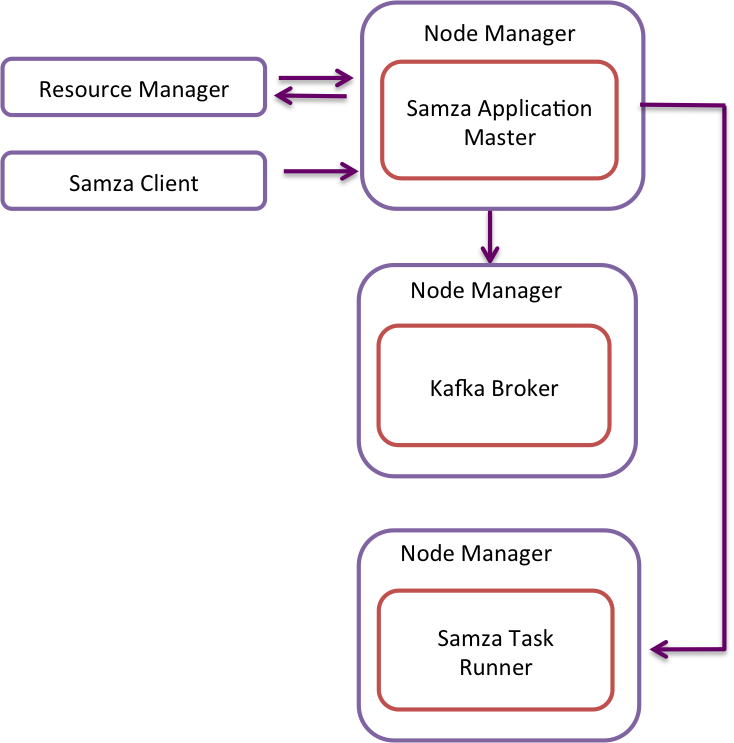 Node Manager
Resource Manager
Samza Application
Master
Samza Client
Node Manager
Kafka Broker
Node Manager
Samza Task
Runner